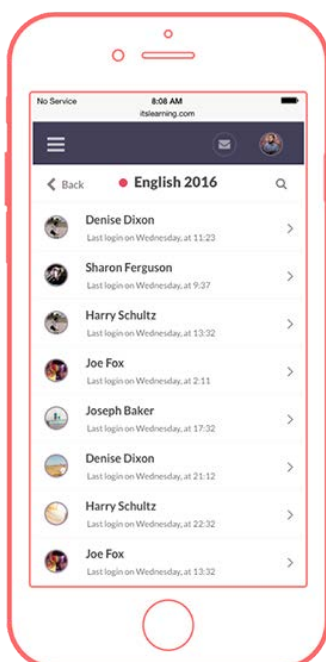 No Service 8:08 AM
itslearning.com
Back English 2016
Denise Dixon
Last login on Wednesday, at 11:23
Sharon Ferguson
Last login on Wednesday, at 9:37
Harry Schultz
Last login on Wednesday, at 13:32
Joe Fox
Last login on Wednesday, at 2:11
Joseph Baker
Last login on Wednesday, at 17:32
Denise Dixon
Last login on Wednesday, at 21:12
Harry Schultz
Last login on Wednesday, at 22:32
Joe Fox
Last login on Wednesday, at 13:32